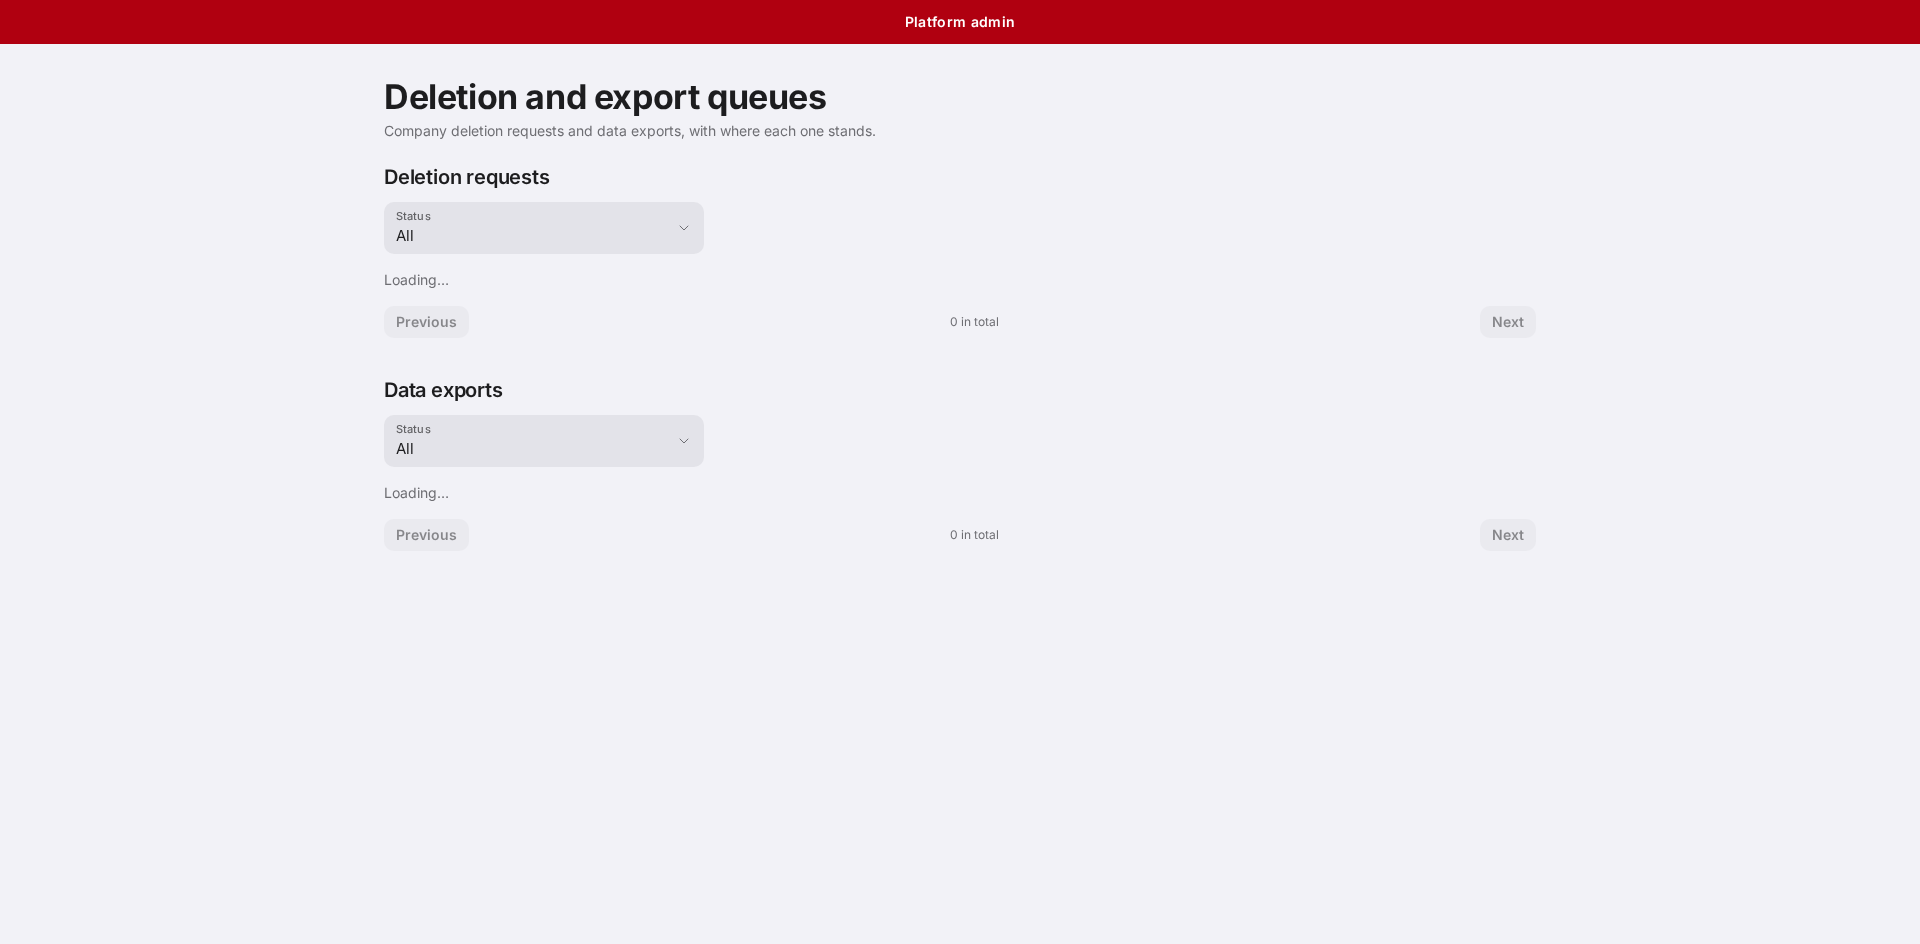 Platform admin
Deletion and export queues
Company deletion requests and data exports, with where each one stands.
Deletion requests
Status
All
Loading...
Previous
0 in total
Next
Data exports
Status
All
Loading...
Previous
0 in total
Next